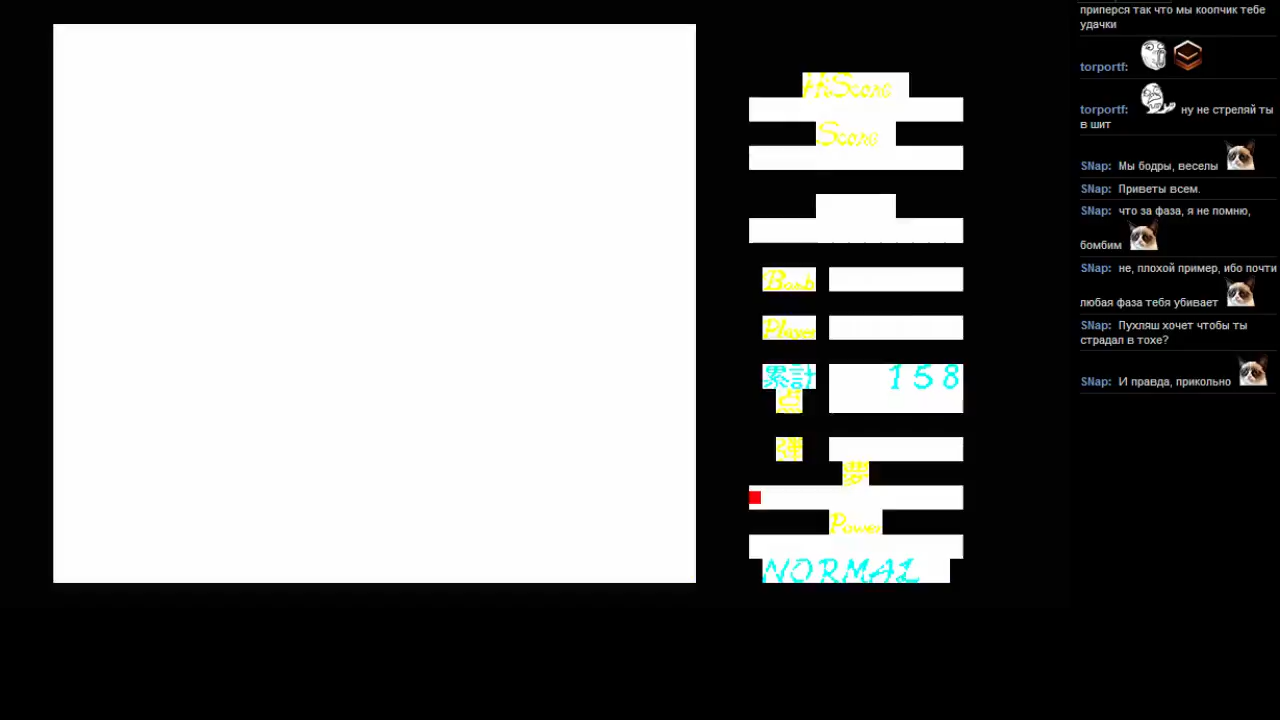 приперся так что мы коопчик тебе
удачки
torportf:
torportf: ну не стреляй ты
в шит
SNap: Мы бодры, веселы
SNap: Приветы всем.
SNap: что за фаза, я не помню,
бомбим
SNap: не, плохой пример, ибо почти
любая фаза тебя убивает
SNap: Пухляш хочет чтобы ты
страдал в тохе?
SNap: И правда, прикольно
HiScore
Score
Bomb
Player
累計 158
点
弾
夢
Power
NORMAL